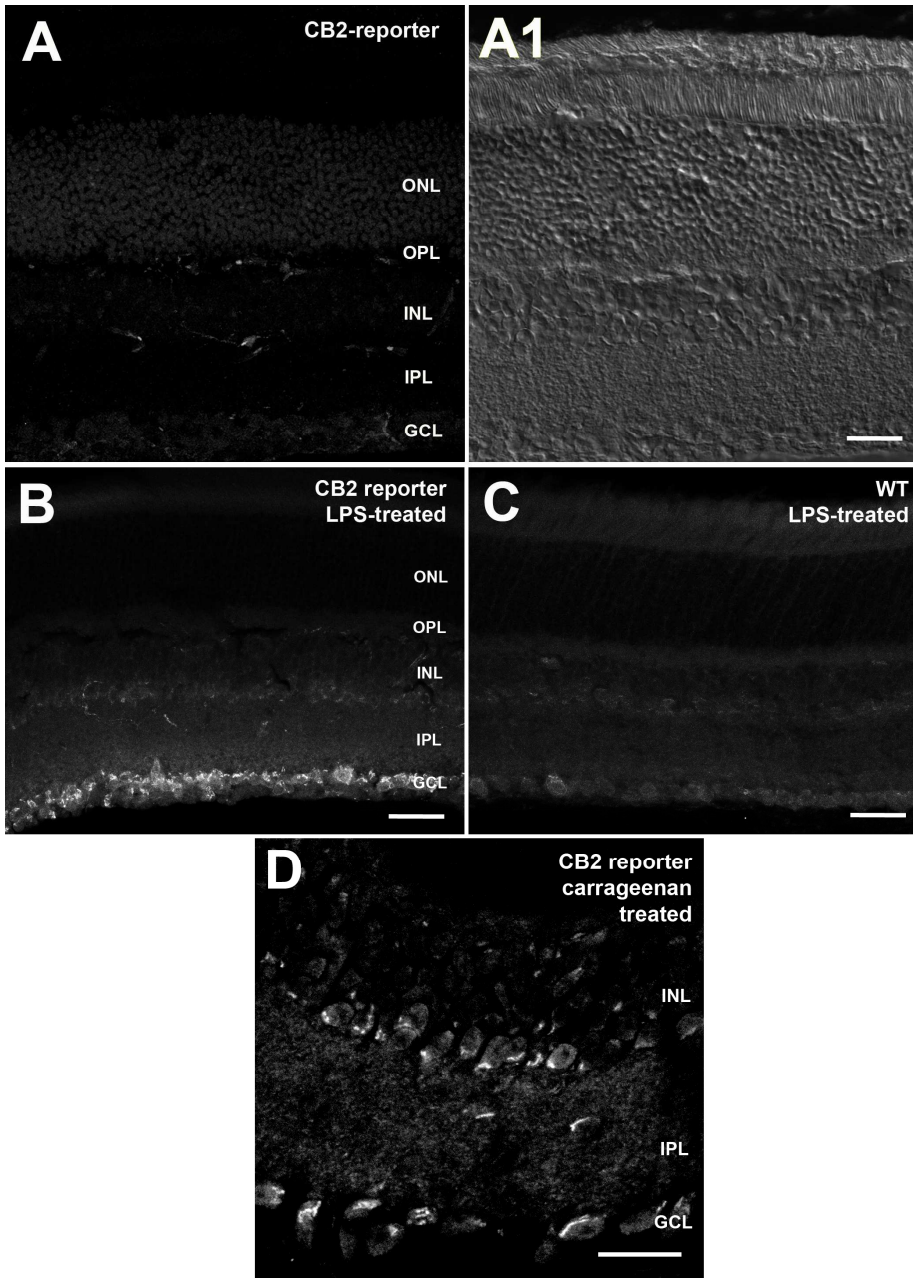 A
CB2-reporter
ONL
OPL
INL
IPL
GCL
A1
B
CB2 reporter
LPS-treated
ONL
OPL
INL
IPL
GCL
C
WT
LPS-treated
D
CB2 reporter
carrageenan
treated
INL
IPL
GCL